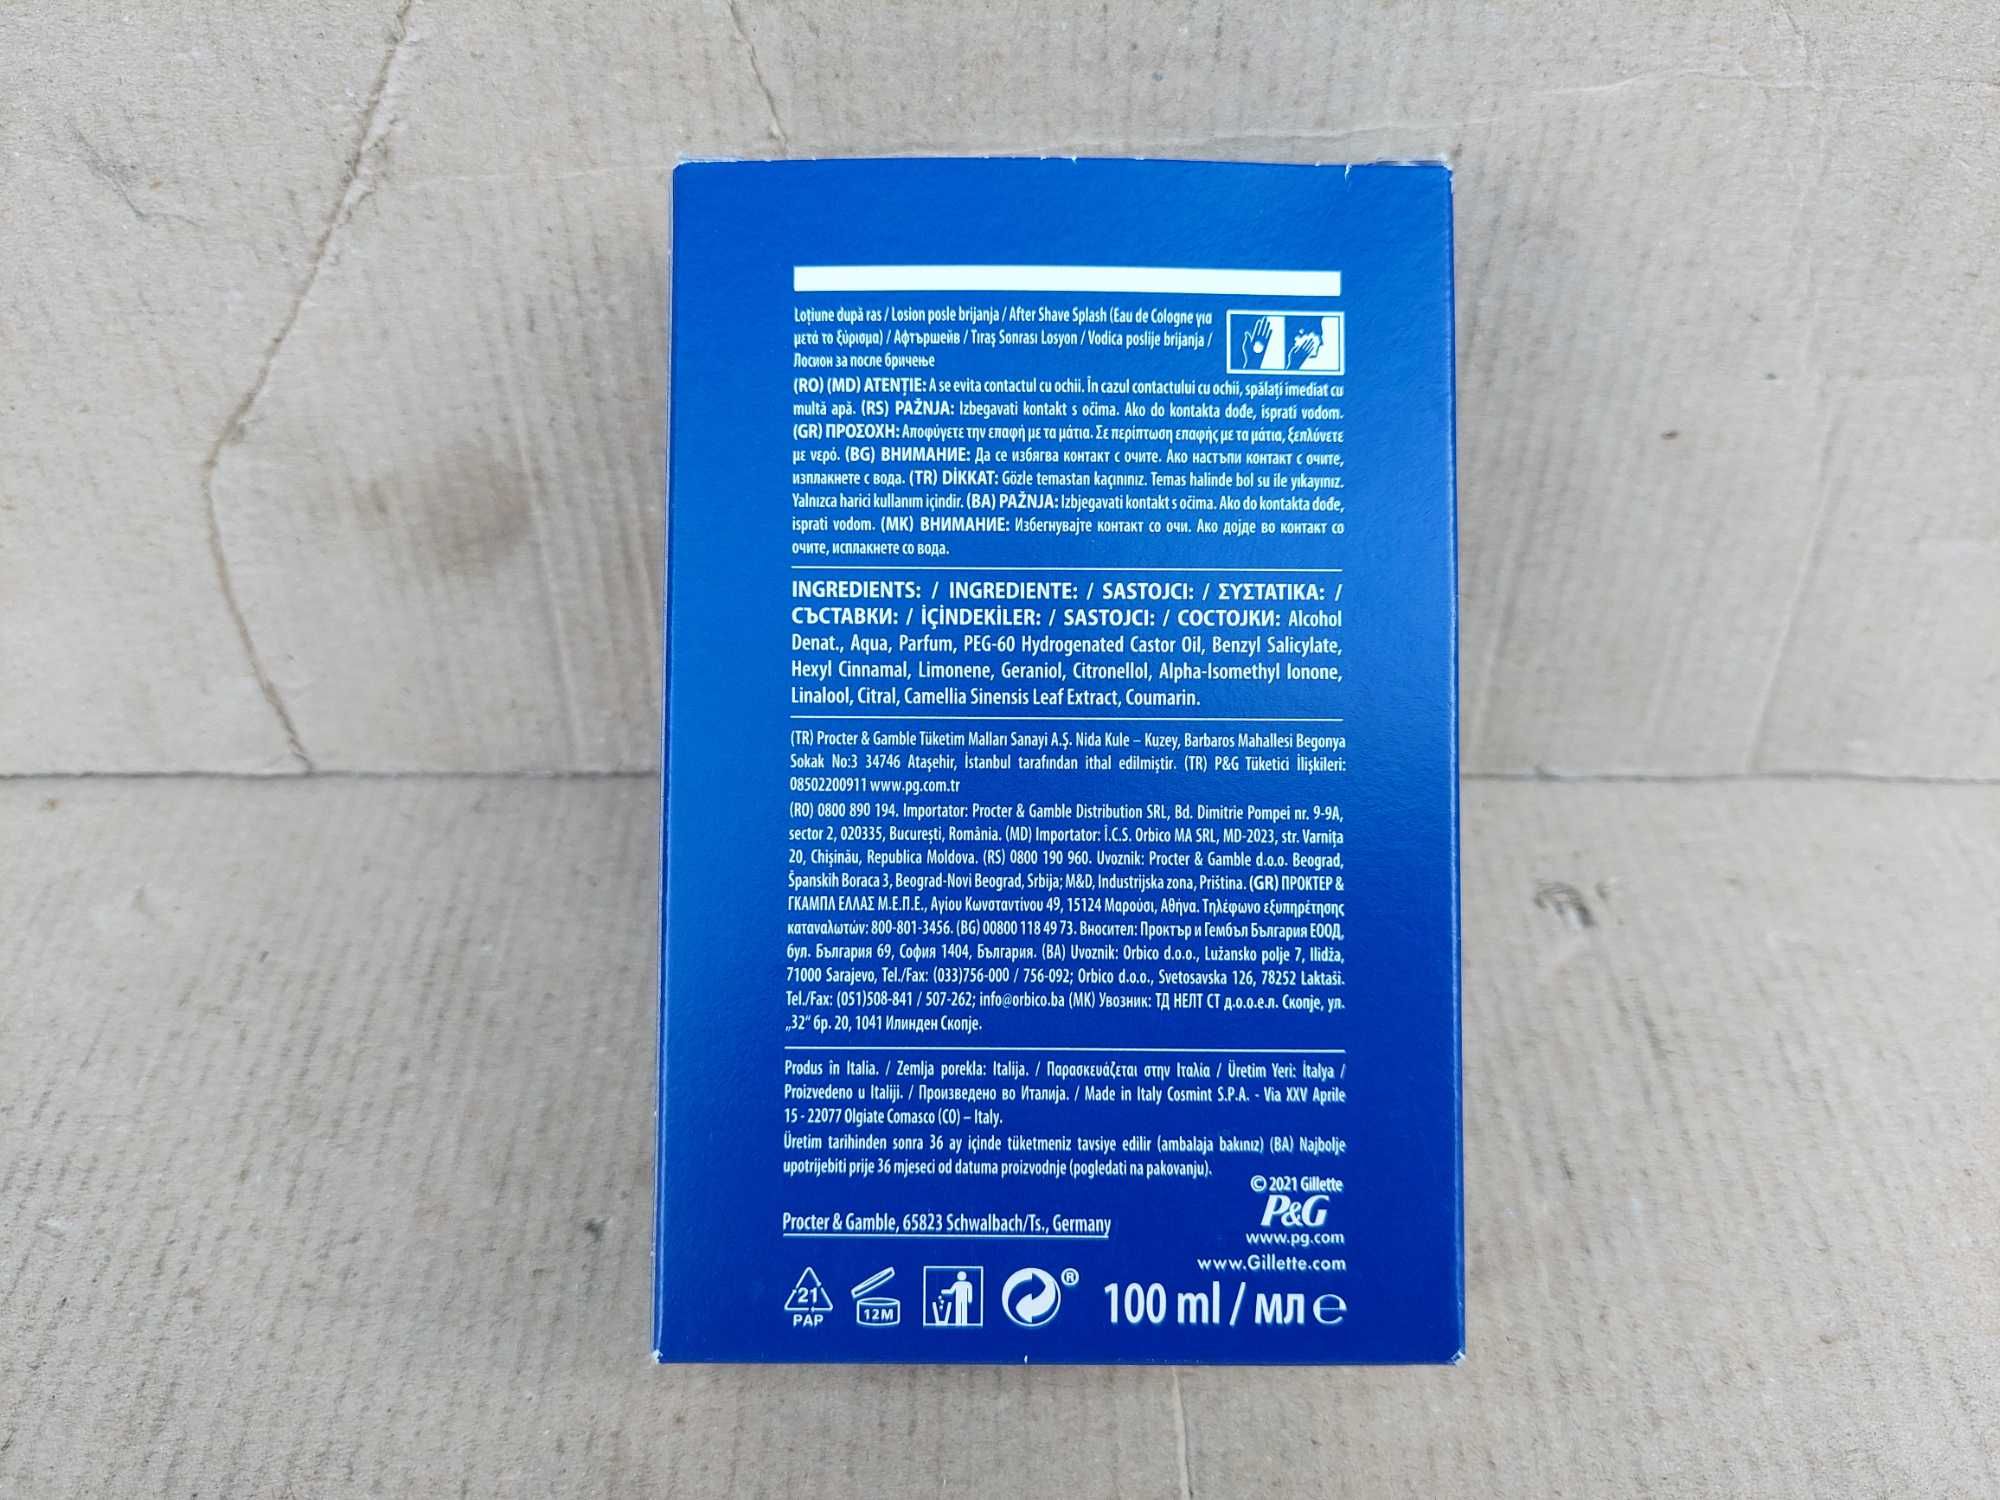 Loțiune după ras / Losion posle brijanja / After Shave Splash (Eau de Cologne για
μετά το ξύρισμα) / Афтършейв / Tıraş Sonrası Losyon / Vodica poslije brijanja /
Лосион за после бричење
(RO) (MD) ATENȚIE: A se evita contactul cu ochii. În cazul contactului cu ochii, spălați imediat cu
multă apă. (RS) PAŽNJA: Izbegavati kontakt s očima. Ako do kontakta dođe, isprati vodom.
(GR) ΠΡΟΣΟΧΗ: Αποφύγετε την επαφή με τα μάτια. Σε περίπτωση επαφής με τα μάτια, ξεπλύνετε
με νερό. (BG) ВНИМАНИЕ: Да се избягва контакт с очите. Ако настъпи контакт с очите,
изплакнете с вода. (TR) DİKKAT: Gözle temastan kaçınınız. Temas halinde bol su ile yıkayınız.
Yalnızca harici kullanım içindir. (BA) PAŽNJA: Izbjegavati kontakt s očima. Ako do kontakta dođe,
isprati vodom. (MK) ВНИМАНИЕ: Избегнувајте контакт со очи. Ако дојде во контакт со
очите, исплакнете со вода.
INGREDIENTS: / INGREDIENTE: / SASTOJCI: / ΣΥΣΤΑΤΙΚΑ: /
СЪСТАВКИ: / İÇİNDEKİLER: / SASTOJCI: / СОСТОЈКИ: Alcohol
Denat., Aqua, Parfum, PEG-60 Hydrogenated Castor Oil, Benzyl Salicylate,
Hexyl Cinnamal, Limonene, Geraniol, Citronellol, Alpha-Isomethyl Ionone,
Linalool, Citral, Camellia Sinensis Leaf Extract, Coumarin.
(TR) Procter & Gamble Tüketim Malları Sanayi A.Ş. Nida Kule – Kuzey, Barbaros Mahallesi Begonya
Sokak No:3 34746 Ataşehir, İstanbul tarafından ithal edilmiştir. (TR) P&G Tüketici İlişkileri:
08502200911 www.pg.com.tr
(RO) 0800 890 194. Importator: Procter & Gamble Distribution SRL, Bd. Dimitrie Pompei nr. 9-9A,
sector 2, 020335, București, România. (MD) Importator: Î.C.S. Orbico MA SRL, MD-2023, str. Varnița
20, Chișinău, Republica Moldova. (RS) 0800 190 960. Uvoznik: Procter & Gamble d.o.o. Beograd,
Španskih Boraca 3, Beograd-Novi Beograd, Srbija; M&D, Industrijska zona, Priština. (GR) ΠΡΟΚΤΕΡ &
ΓΚΑΜΠΛ ΕΛΛΑΣ Μ.Ε.Π.Ε., Αγίου Κωνσταντίνου 49, 15124 Μαρούσι, Αθήνα. Τηλέφωνο εξυπηρέτησης
καταναλωτών: 800-801-3456. (BG) 00800 118 49 73. Вносител: Проктър и Гембъл България ЕООД,
бул. България 69, София 1404, България. (BA) Uvoznik: Orbico d.o.o., Lužansko polje 7, Ilidža,
71000 Sarajevo, Tel./Fax: (033)756-000 / 756-092; Orbico d.o.o., Svetosavska 126, 78252 Laktaši.
Tel./Fax: (051)508-841 / 507-262; info@orbico.ba (MK) Увозник: ТД НЕЛТ СТ д.о.о.е.л. Скопје, ул.
„32“ бр. 20, 1041 Илинден Скопје.
Produs în Italia. / Zemlja porekla: Italija. / Παρασκευάζεται στην Ιταλία / Üretim Yeri: İtalya /
Proizvedeno u Italiji. / Произведено во Италија. / Made in Italy Cosmint S.P.A. - Via XXV Aprile
15 - 22077 Olgiate Comasco (CO) – Italy.
Üretim tarihinden sonra 36 ay içinde tüketmeniz tavsiye edilir (ambalaja bakınız) (BA) Najbolje
upotrijebiti prije 36 mjeseci od datuma proizvodnje (pogledati na pakovanju).
© 2021 Gillette
P&G
Procter & Gamble, 65823 Schwalbach/Ts., Germany
www.pg.com
www.Gillette.com
21
PAP
12M
®
100 ml / мл e